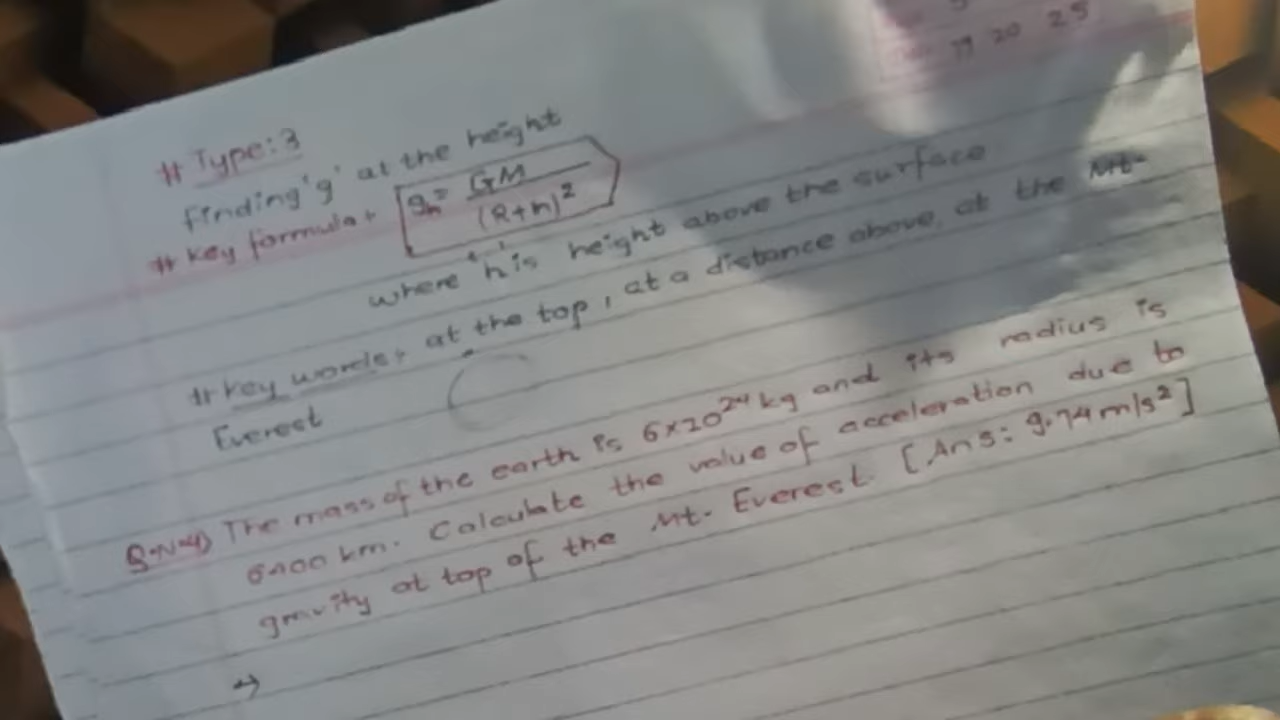 19 20 25
# Type:3
finding 'g' at the height
# key formula → gh = GM/(R+h)²
where 'h' is height above the surface
# key words → at the top, at a distance above, at the Mt.
Everest
Q.N.4) The mass of the earth is 6×10²⁴ kg and its radius is
6400 km. Calculate the value of acceleration due to
gravity at top of the Mt. Everest. [Ans: 9.74 m/s²]
→